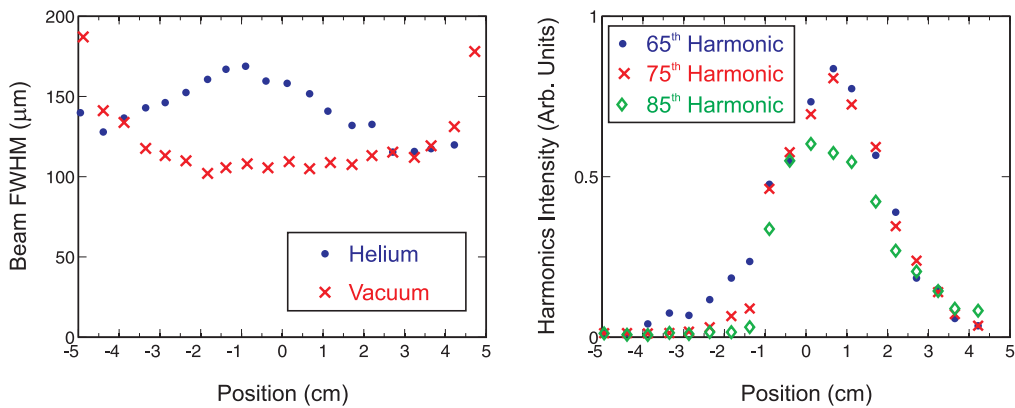 200
150
100
50
0
Beam FWHM (μm)
-5 -4 -3 -2 -1 0 1 2 3 4 5
Position (cm)
Helium
Vacuum
1
0.5
0
Harmonics Intensity (Arb. Units)
-5 -4 -3 -2 -1 0 1 2 3 4 5
Position (cm)
65th Harmonic
75th Harmonic
85th Harmonic